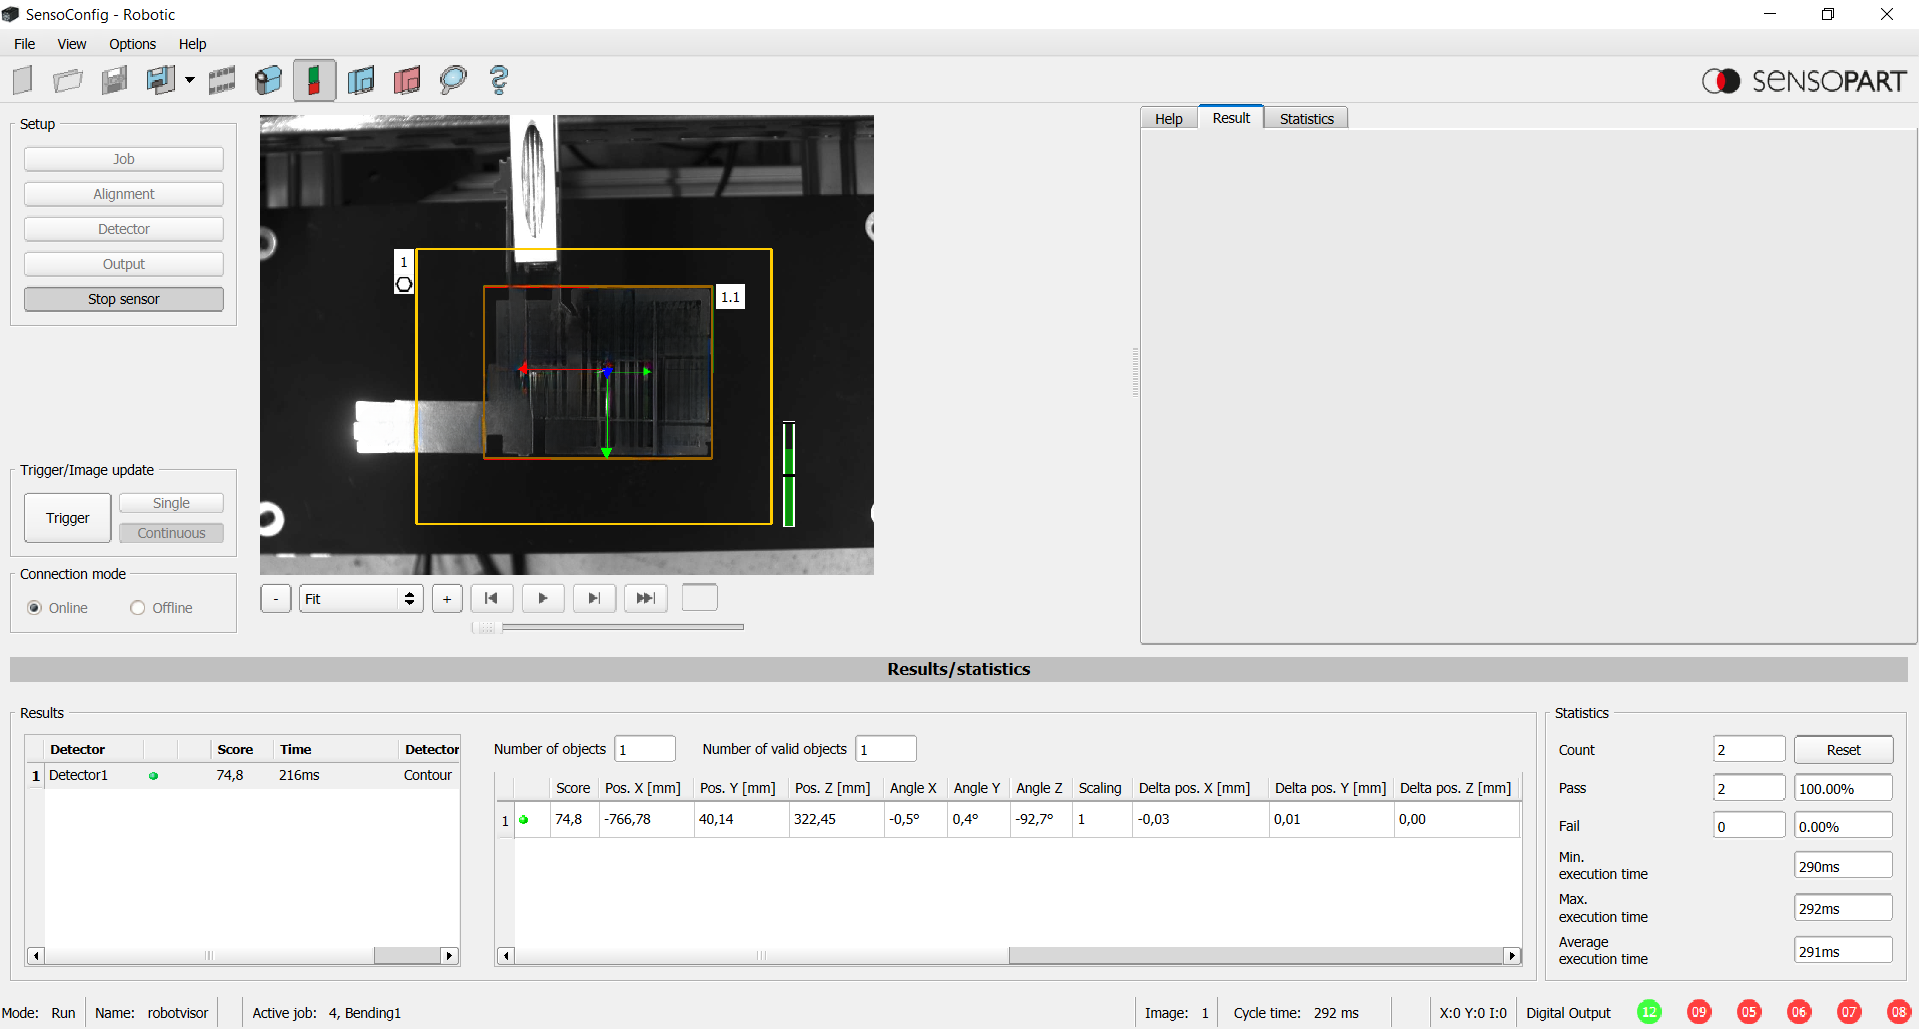 SensoConfig - Robotic
File View Options Help
SENSOPART
Setup
Job
Alignment
Detector
Output
Stop sensor
1
1.1
Help Result Statistics
Trigger/Image update
Trigger
Single
Continuous
Connection mode
Online Offline
- Fit +
Results/statistics
Results
Detector Score Time Detector
1 Detector1 74,8 216ms Contour
Number of objects 1 Number of valid objects 1
Score Pos. X [mm] Pos. Y [mm] Pos. Z [mm] Angle X Angle Y Angle Z Scaling Delta pos. X [mm] Delta pos. Y [mm] Delta pos. Z [mm]
1 74,8 -766,78 40,14 322,45 -0,5° 0,4° -92,7° 1 -0,03 0,01 0,00
Statistics
Count 2 Reset
Pass 2 100.00%
Fail 0 0.00%
Min.
execution time 290ms
Max.
execution time 292ms
Average
execution time 291ms
Mode: Run Name: robotvisor Active job: 4, Bending1 Image: 1 Cycle time: 292 ms X:0 Y:0 I:0 Digital Output 12 09 05 06 07 08